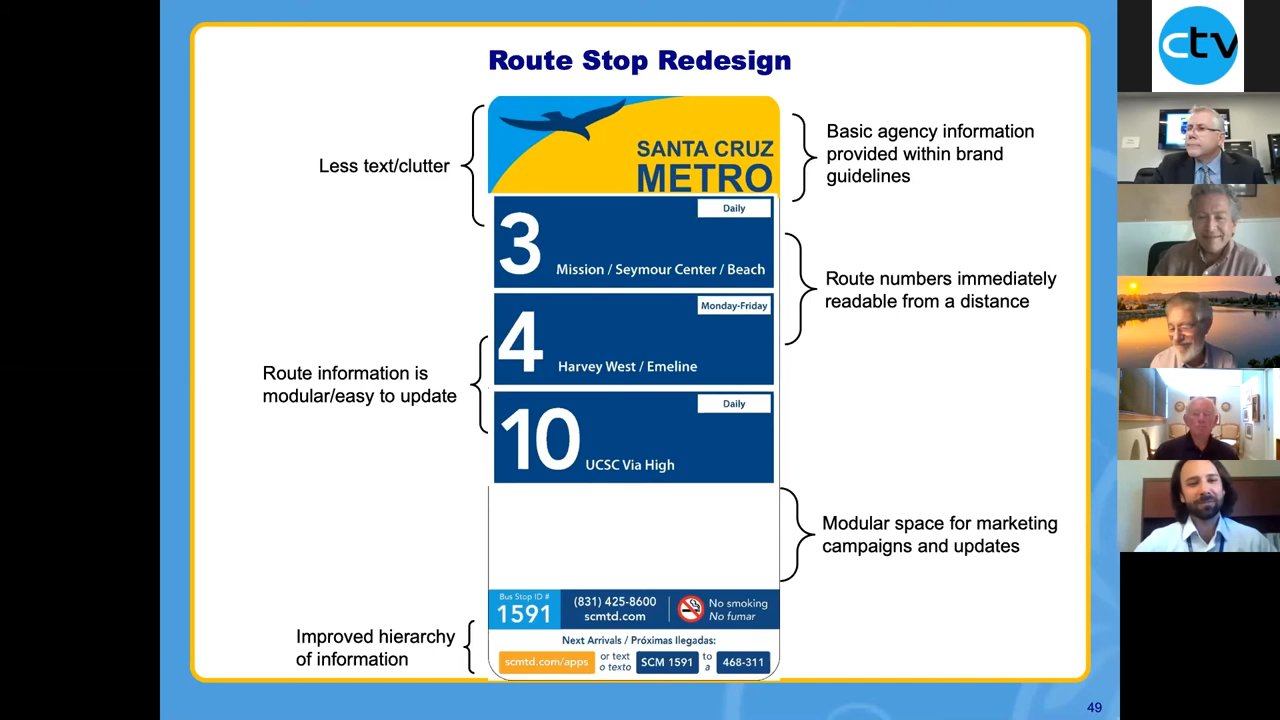 Route Stop Redesign
ctv
Less text/clutter
SANTA CRUZ
METRO
Basic agency information
provided within brand
guidelines
Daily
3
Mission / Seymour Center / Beach
Route numbers immediately
readable from a distance
Monday-Friday
4
Harvey West / Emeline
Route information is
modular/easy to update
Daily
10
UCSC Via High
Modular space for marketing
campaigns and updates
Bus Stop ID #
1591
(831) 425-8600
scmtd.com
No smoking
No fumar
Improved hierarchy
of information
Next Arrivals / Próximas llegadas:
scmtd.com/apps
or text
o texto
SCM 1591
to
a
468-311
49